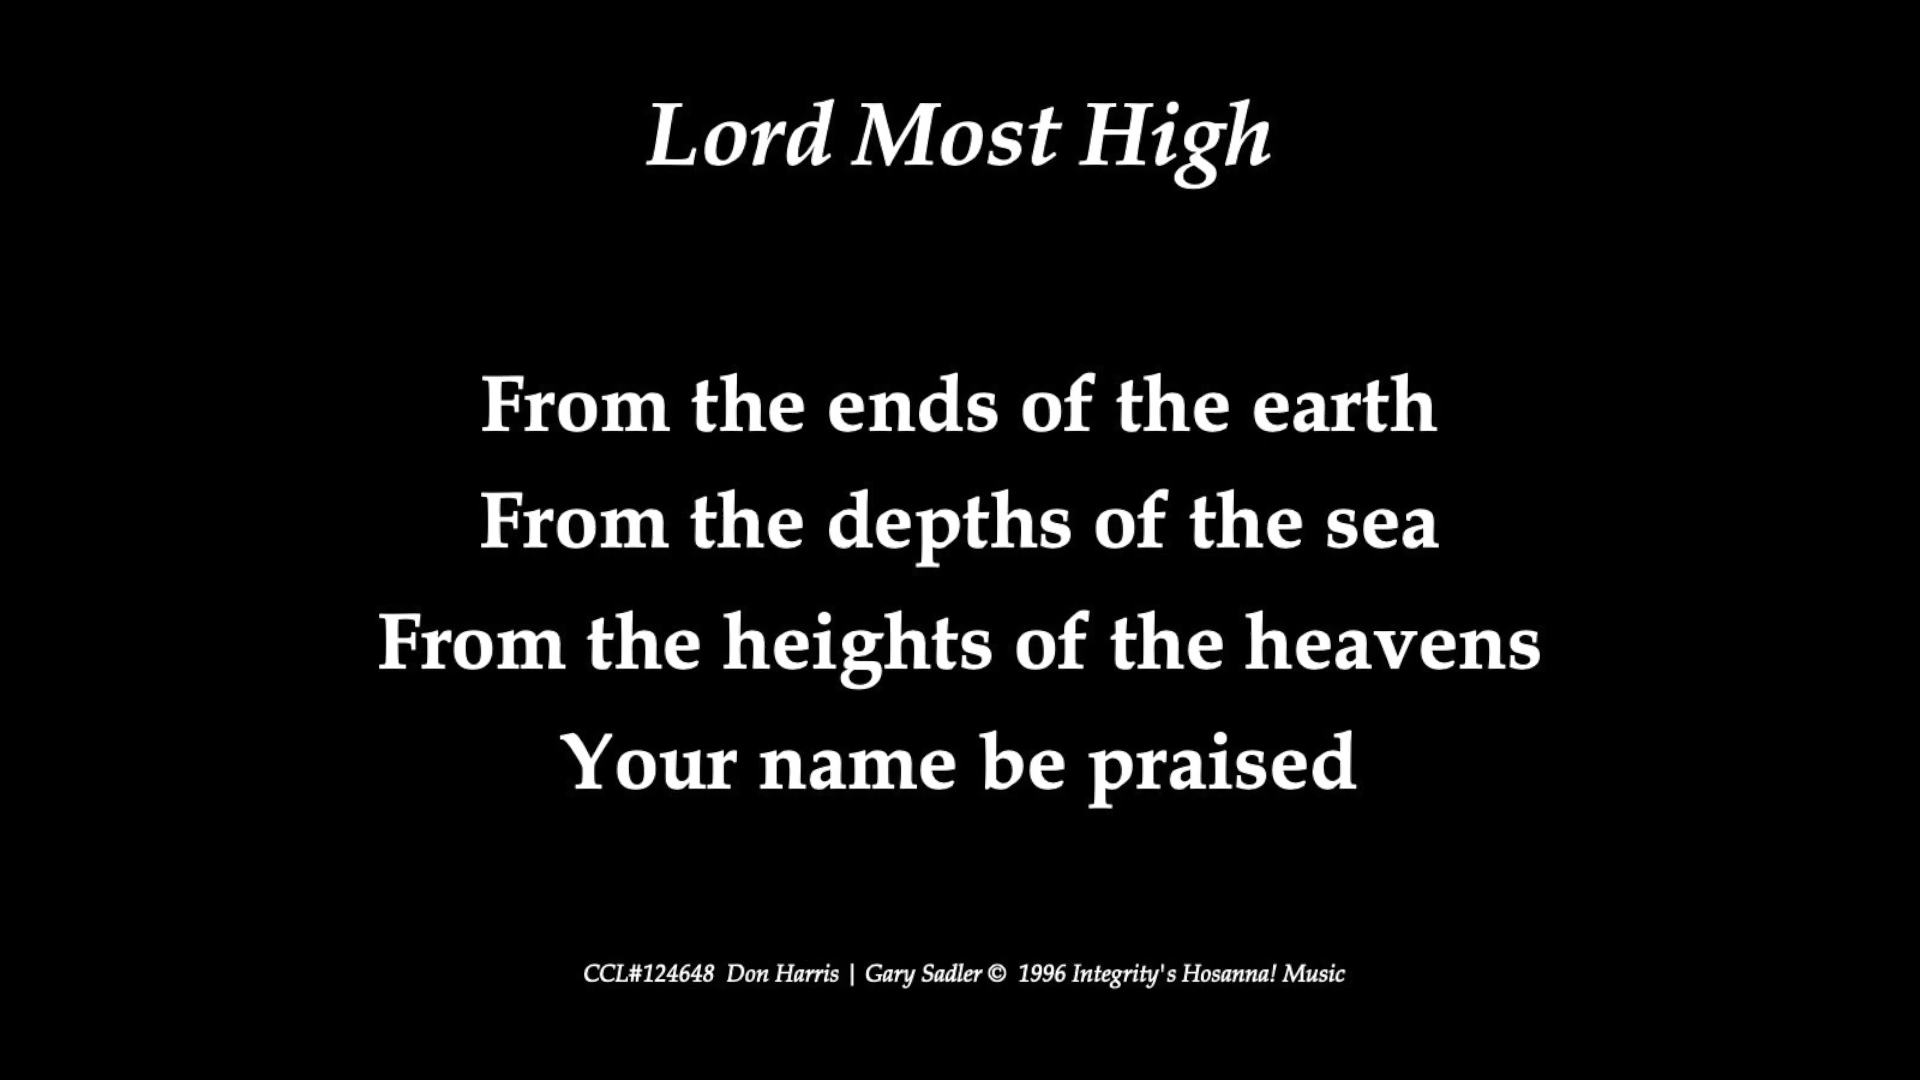 Lord Most High
From the ends of the earth
From the depths of the sea
From the heights of the heavens
Your name be praised
CCL#124648 Don Harris | Gary Sadler © 1996 Integrity's Hosanna! Music